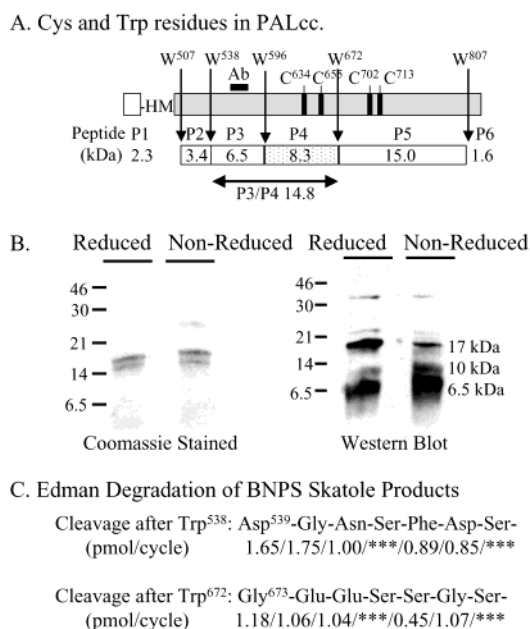 A. Cys and Trp residues in PALcc.
W507 W538 W596 W672 W807
Ab C634 C655 C702 C713
-HM
Peptide P1 P2 P3 P4 P5 P6
(kDa) 2.3 3.4 6.5 8.3 15.0 1.6
P3/P4 14.8
B. Reduced Non-Reduced Reduced Non-Reduced
46 46
30 30
21 21
17 kDa
14 14
10 kDa
6.5 6.5 6.5 kDa
Coomassie Stained Western Blot
C. Edman Degradation of BNPS Skatole Products
Cleavage after Trp538: Asp539-Gly-Asn-Ser-Phe-Asp-Ser-
(pmol/cycle) 1.65/1.75/1.00/***/0.89/0.85/***
Cleavage after Trp672: Gly673-Glu-Glu-Ser-Ser-Gly-Ser-
(pmol/cycle) 1.18/1.06/1.04/***/0.45/1.07/***